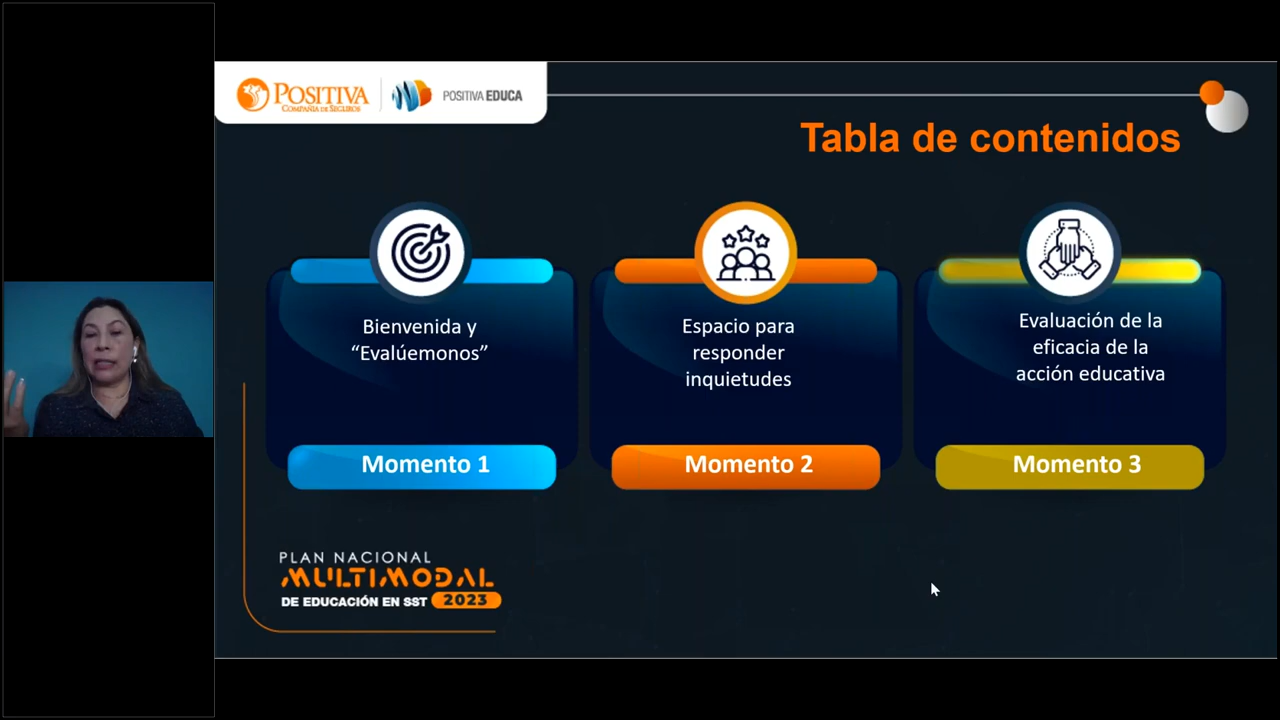 POSITIVA
COMPAÑÍA DE SEGUROS
POSITIVA EDUCA
Tabla de contenidos
Bienvenida y
“Evalúemonos”
Momento 1
Espacio para
responder
inquietudes
Momento 2
Evaluación de la
eficacia de la
acción educativa
Momento 3
PLAN NACIONAL
MULTIMODAL
DE EDUCACIÓN EN SST 2023